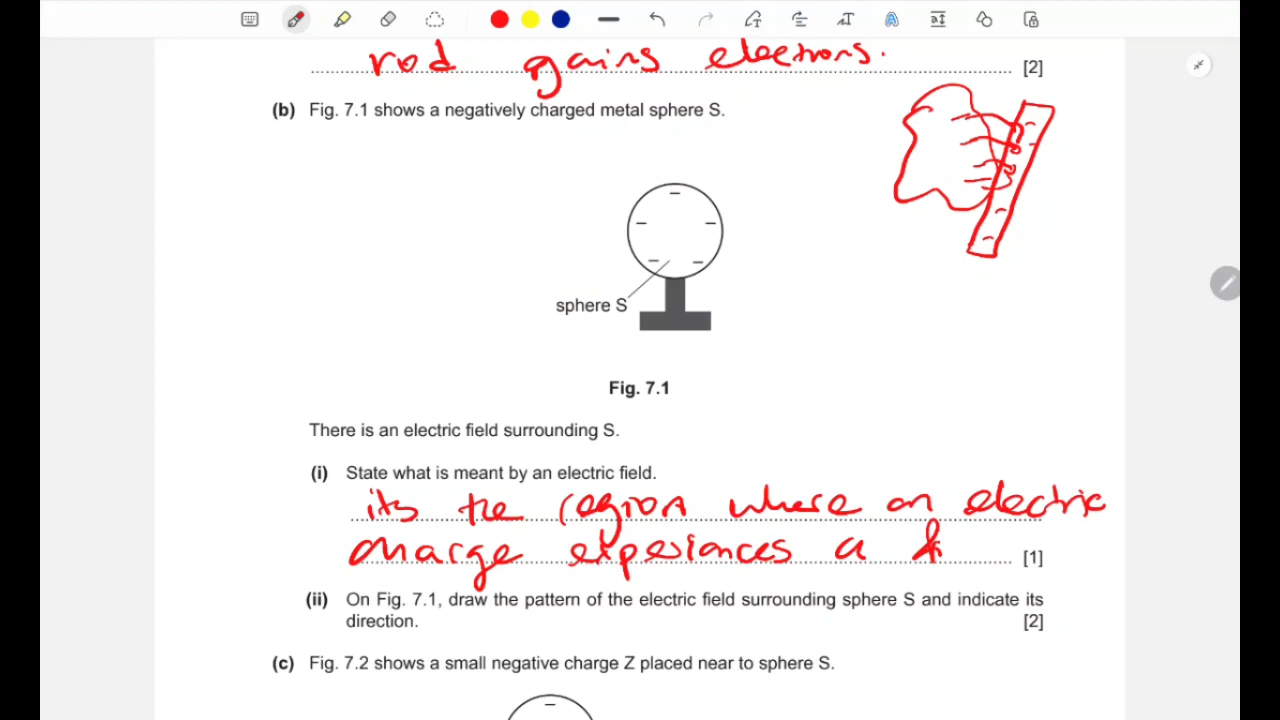 rod gains electrons.
[2]
(b) Fig. 7.1 shows a negatively charged metal sphere S.
sphere S
Fig. 7.1
There is an electric field surrounding S.
(i) State what is meant by an electric field.
its the region where an electric
charge experiances a
[1]
(ii) On Fig. 7.1, draw the pattern of the electric field surrounding sphere S and indicate its
direction. [2]
(c) Fig. 7.2 shows a small negative charge Z placed near to sphere S.